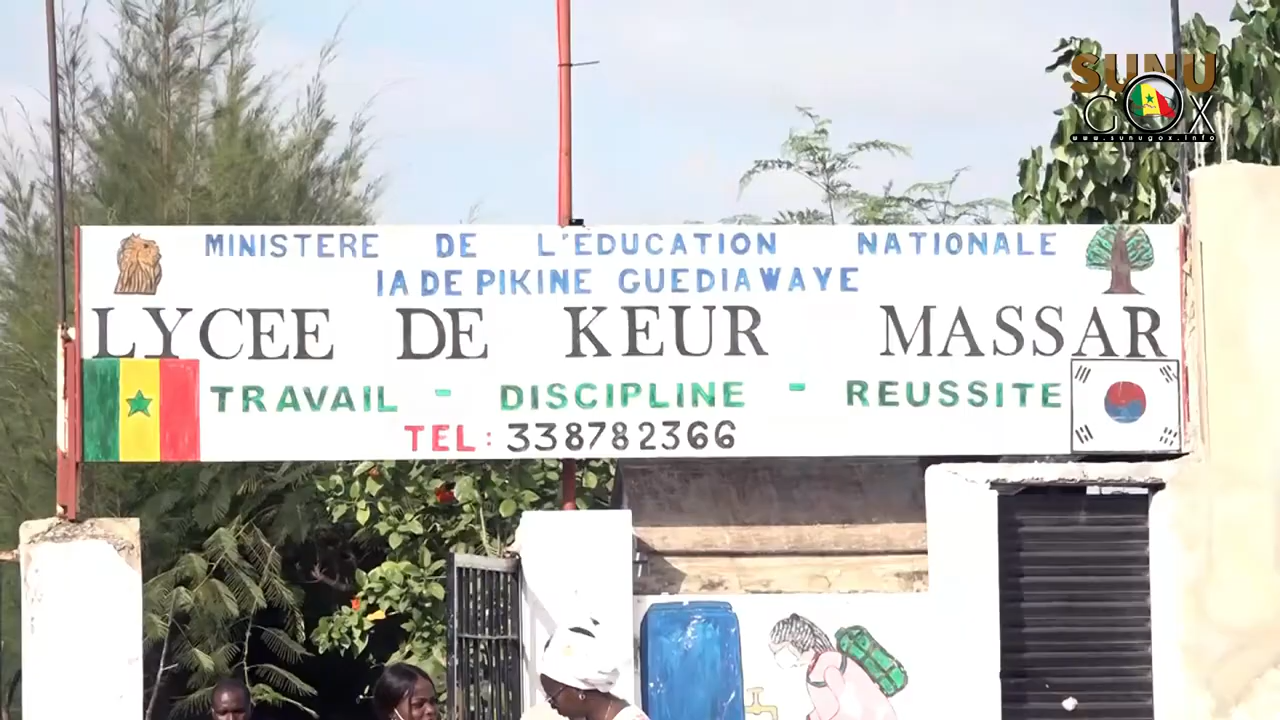 SUNU
GOX
www.sunugox.info
MINISTERE DE L'EDUCATION NATIONALE
IA DE PIKINE GUEDIAWAYE
LYCEE DE KEUR MASSAR
TRAVAIL - DISCIPLINE - REUSSITE
TEL: 338782366